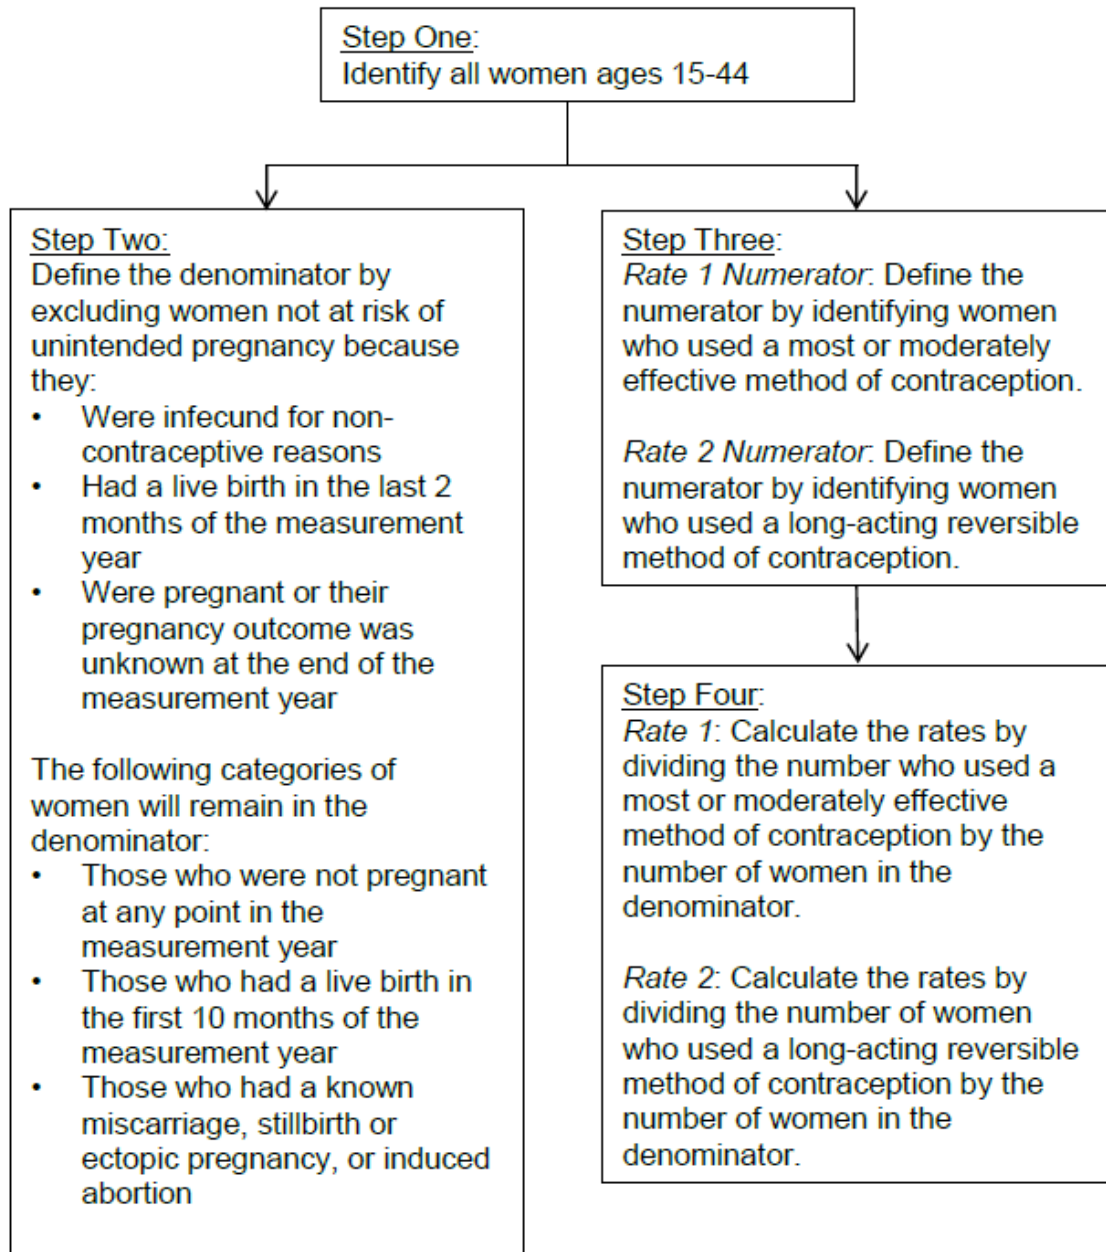 Step One:
Identify all women ages 15-44
Step Two:
Define the denominator by
excluding women not at risk of
unintended pregnancy because
they:
• Were infecund for non-
contraceptive reasons
• Had a live birth in the last 2
months of the measurement
year
• Were pregnant or their
pregnancy outcome was
unknown at the end of the
measurement year
The following categories of
women will remain in the
denominator:
• Those who were not pregnant
at any point in the
measurement year
• Those who had a live birth in
the first 10 months of the
measurement year
• Those who had a known
miscarriage, stillbirth or
ectopic pregnancy, or induced
abortion
Step Three:
Rate 1 Numerator: Define the
numerator by identifying women
who used a most or moderately
effective method of contraception.
Rate 2 Numerator: Define the
numerator by identifying women
who used a long-acting reversible
method of contraception.
Step Four:
Rate 1: Calculate the rates by
dividing the number who used a
most or moderately effective
method of contraception by the
number of women in the
denominator.
Rate 2: Calculate the rates by
dividing the number of women
who used a long-acting reversible
method of contraception by the
number of women in the
denominator.